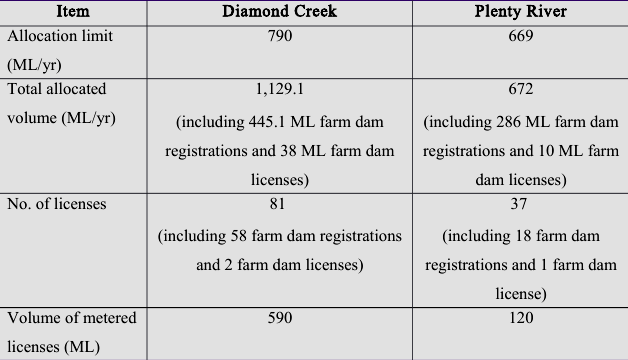 Item Diamond Creek Plenty River
Allocation limit (ML/yr) 790 669
Total allocated volume (ML/yr) 1,129.1 (including 445.1 ML farm dam registrations and 38 ML farm dam licenses) 672 (including 286 ML farm dam registrations and 10 ML farm dam licenses)
No. of licenses 81 (including 58 farm dam registrations and 2 farm dam licenses) 37 (including 18 farm dam registrations and 1 farm dam license)
Volume of metered licenses (ML) 590 120